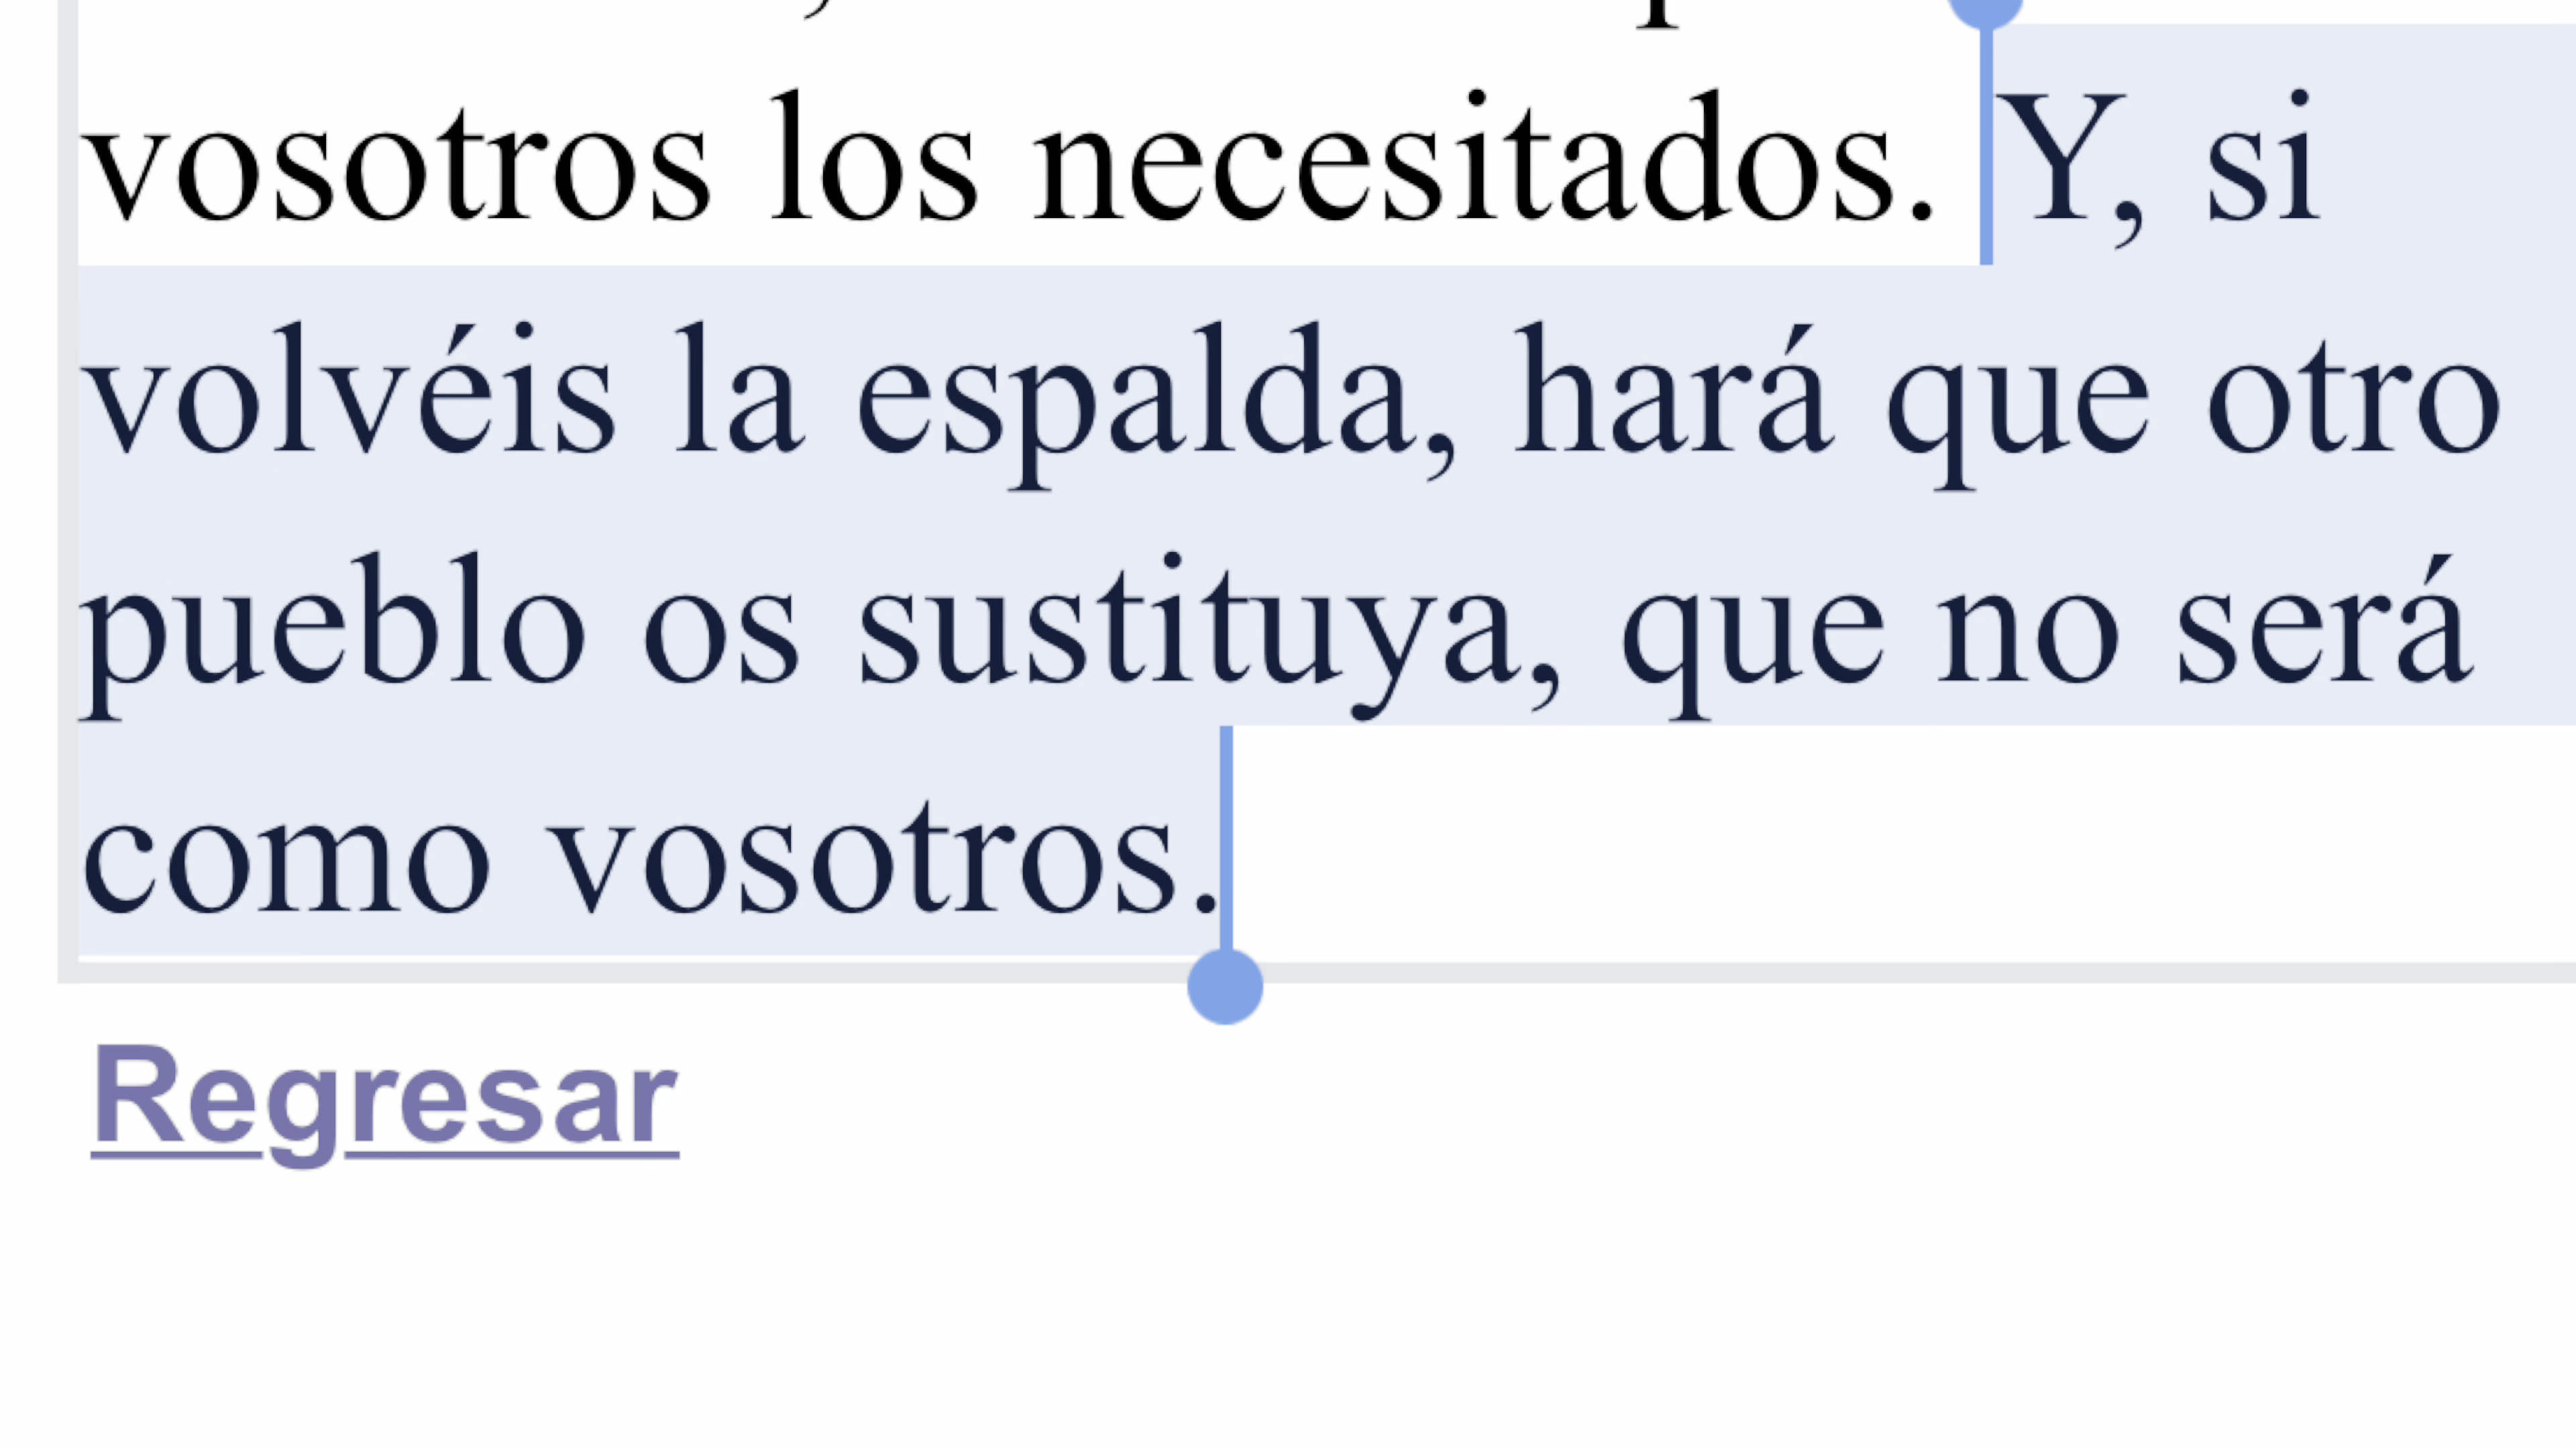 vosotros los necesitados. Y, si
volvéis la espalda, hará que otro
pueblo os sustituya, que no será
como vosotros.
Regresar